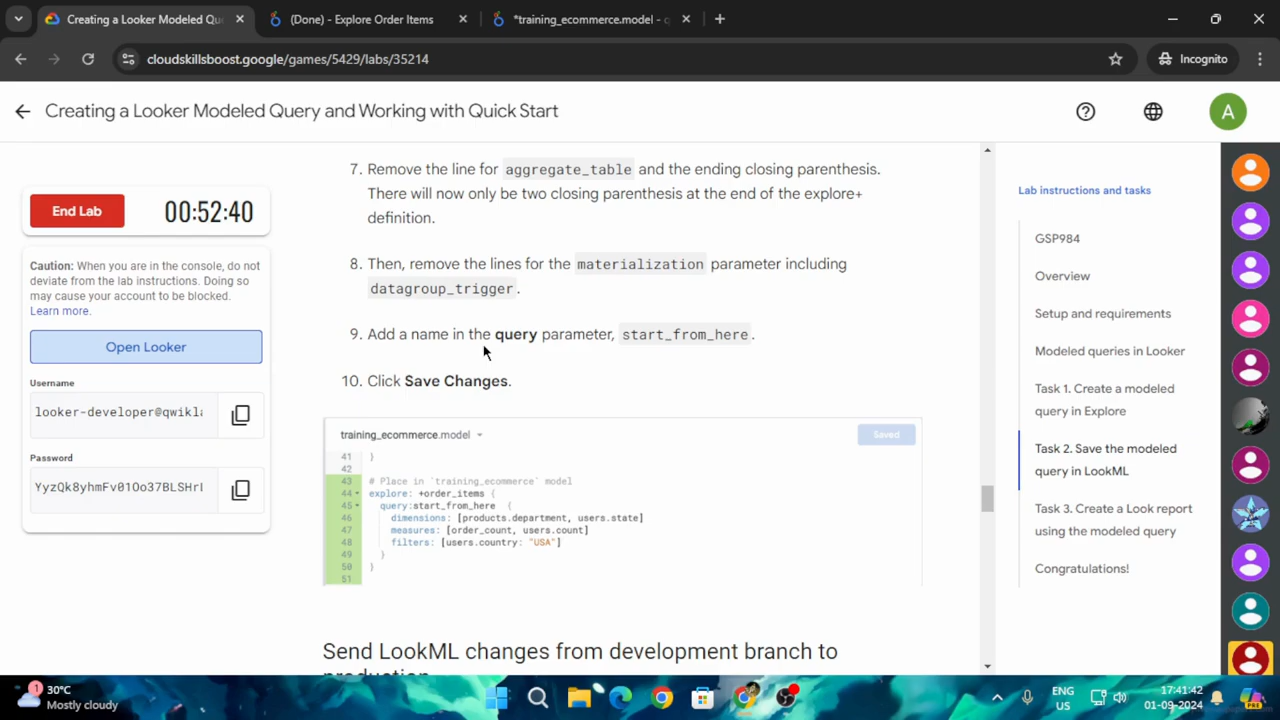 Creating a Looker Modeled Qu
(Done) - Explore Order Items
*training_ecommerce.model - q
cloudskillsboost.google/games/5429/labs/35214
Incognito
Creating a Looker Modeled Query and Working with Quick Start
A
End Lab
00:52:40
Caution: When you are in the console, do not
deviate from the lab instructions. Doing so
may cause your account to be blocked.
Learn more.
Open Looker
Username
looker-developer@qwikla
Password
YyzQk8yhmFv01Oo37BLSHrL
7. Remove the line for aggregate_table and the ending closing parenthesis.
There will now only be two closing parenthesis at the end of the explore+
definition.
8. Then, remove the lines for the materialization parameter including
datagroup_trigger.
9. Add a name in the query parameter, start_from_here.
10. Click Save Changes.
training_ecommerce.model
Saved
41 }
42
43 # Place in `training_ecommerce` model
44 explore: +order_items {
45 query:start_from_here {
46 dimensions: [products.department, users.state]
47 measures: [order_count, users.count]
48 filters: [users.country: "USA"]
49 }
50 }
51
Send LookML changes from development branch to
production
Lab instructions and tasks
GSP984
Overview
Setup and requirements
Modeled queries in Looker
Task 1. Create a modeled
query in Explore
Task 2. Save the modeled
query in LookML
Task 3. Create a Look report
using the modeled query
Congratulations!
1
30°C
Mostly cloudy
ENG
US
17:41:42
01-09-2024
PRE